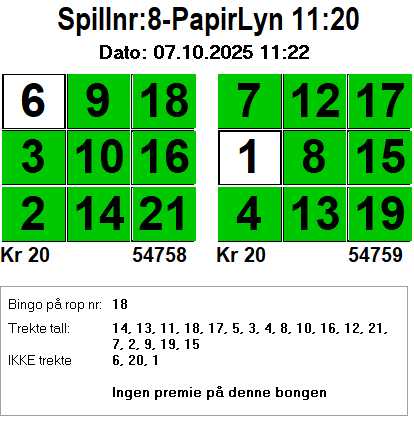 Spillnr:8-PapirLyn 11:20
Dato: 07.10.2025 11:22
6 9 18 7 12 17
3 10 16 1 8 15
2 14 21 4 13 19
Kr 20 54758 Kr 20 54759
Bingo på rop nr: 18
Trekte tall: 14, 13, 11, 18, 17, 5, 3, 4, 8, 10, 16, 12, 21,
7, 2, 9, 19, 15
IKKE trekte 6, 20, 1
Ingen premie på denne bongen